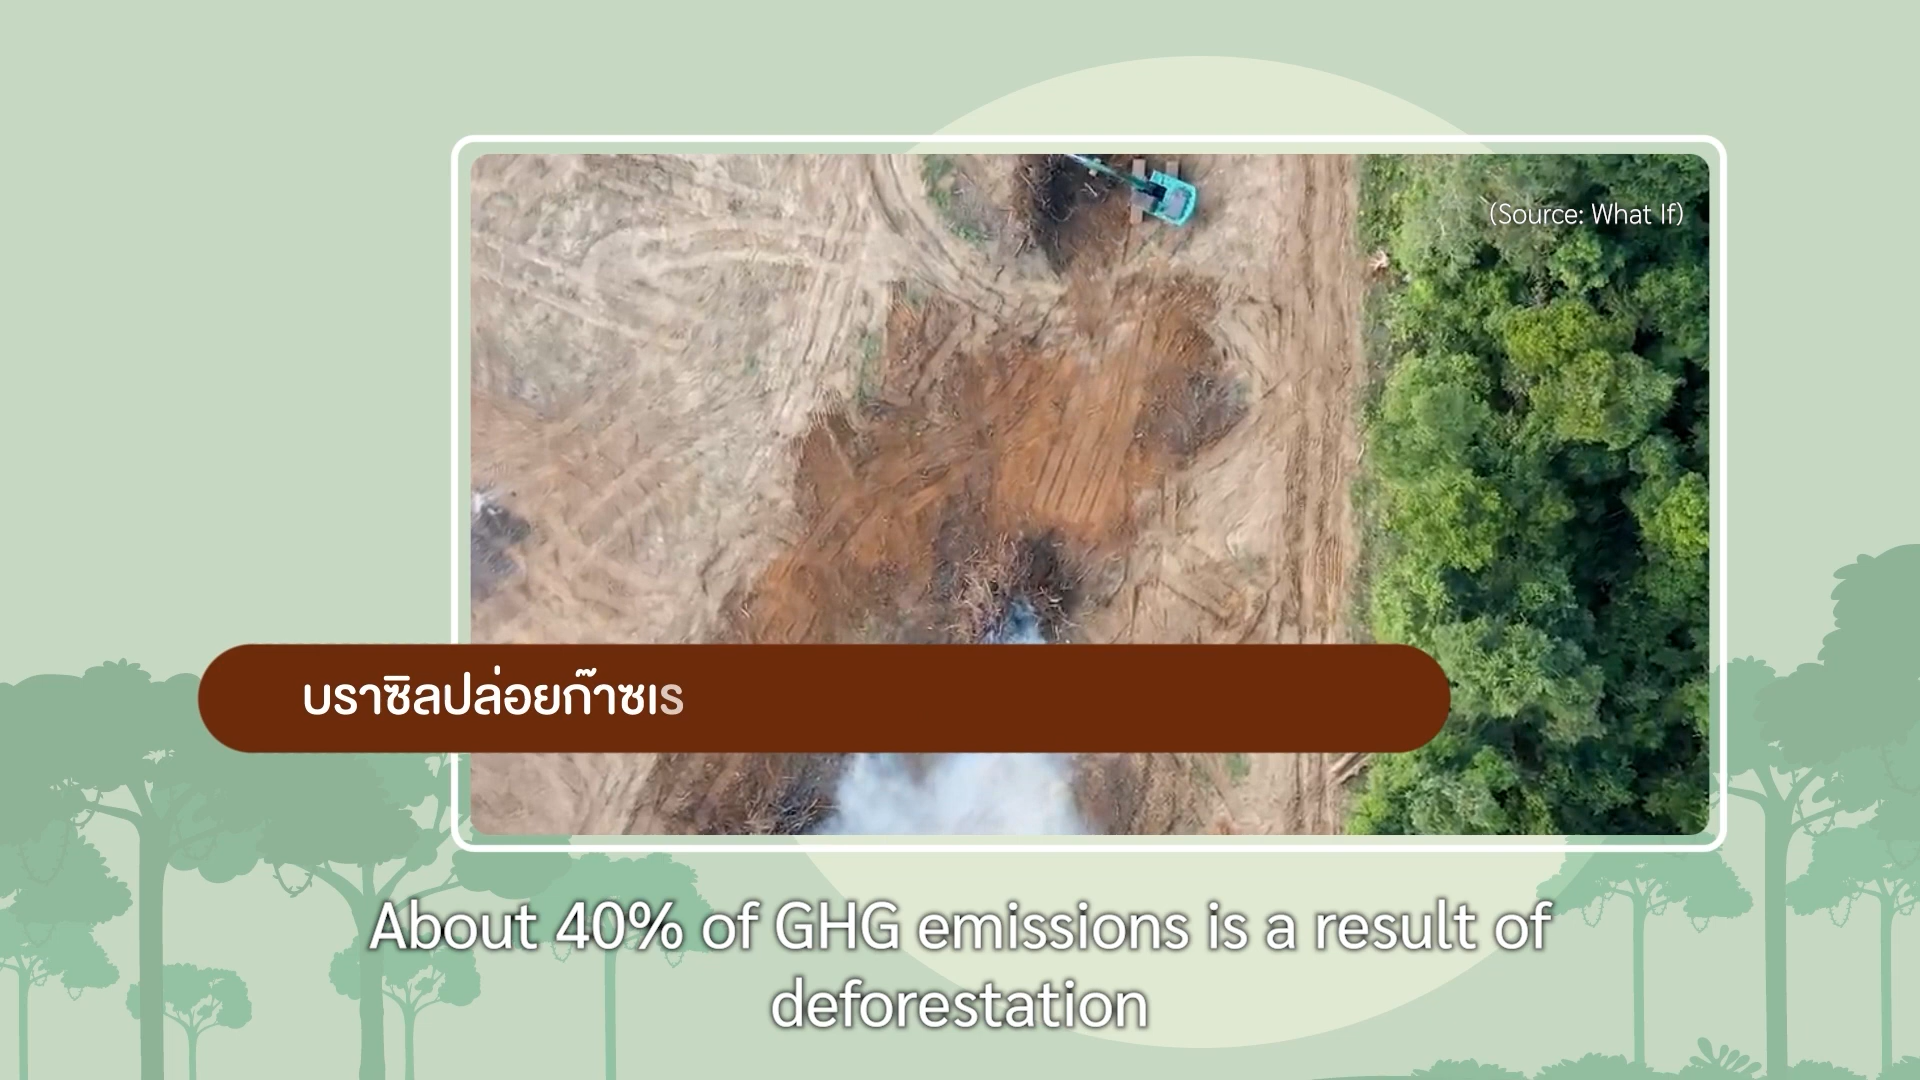 (Source: What If)
บราซิลปล่อยก๊าซเร
About 40% of GHG emissions is a result of
deforestation